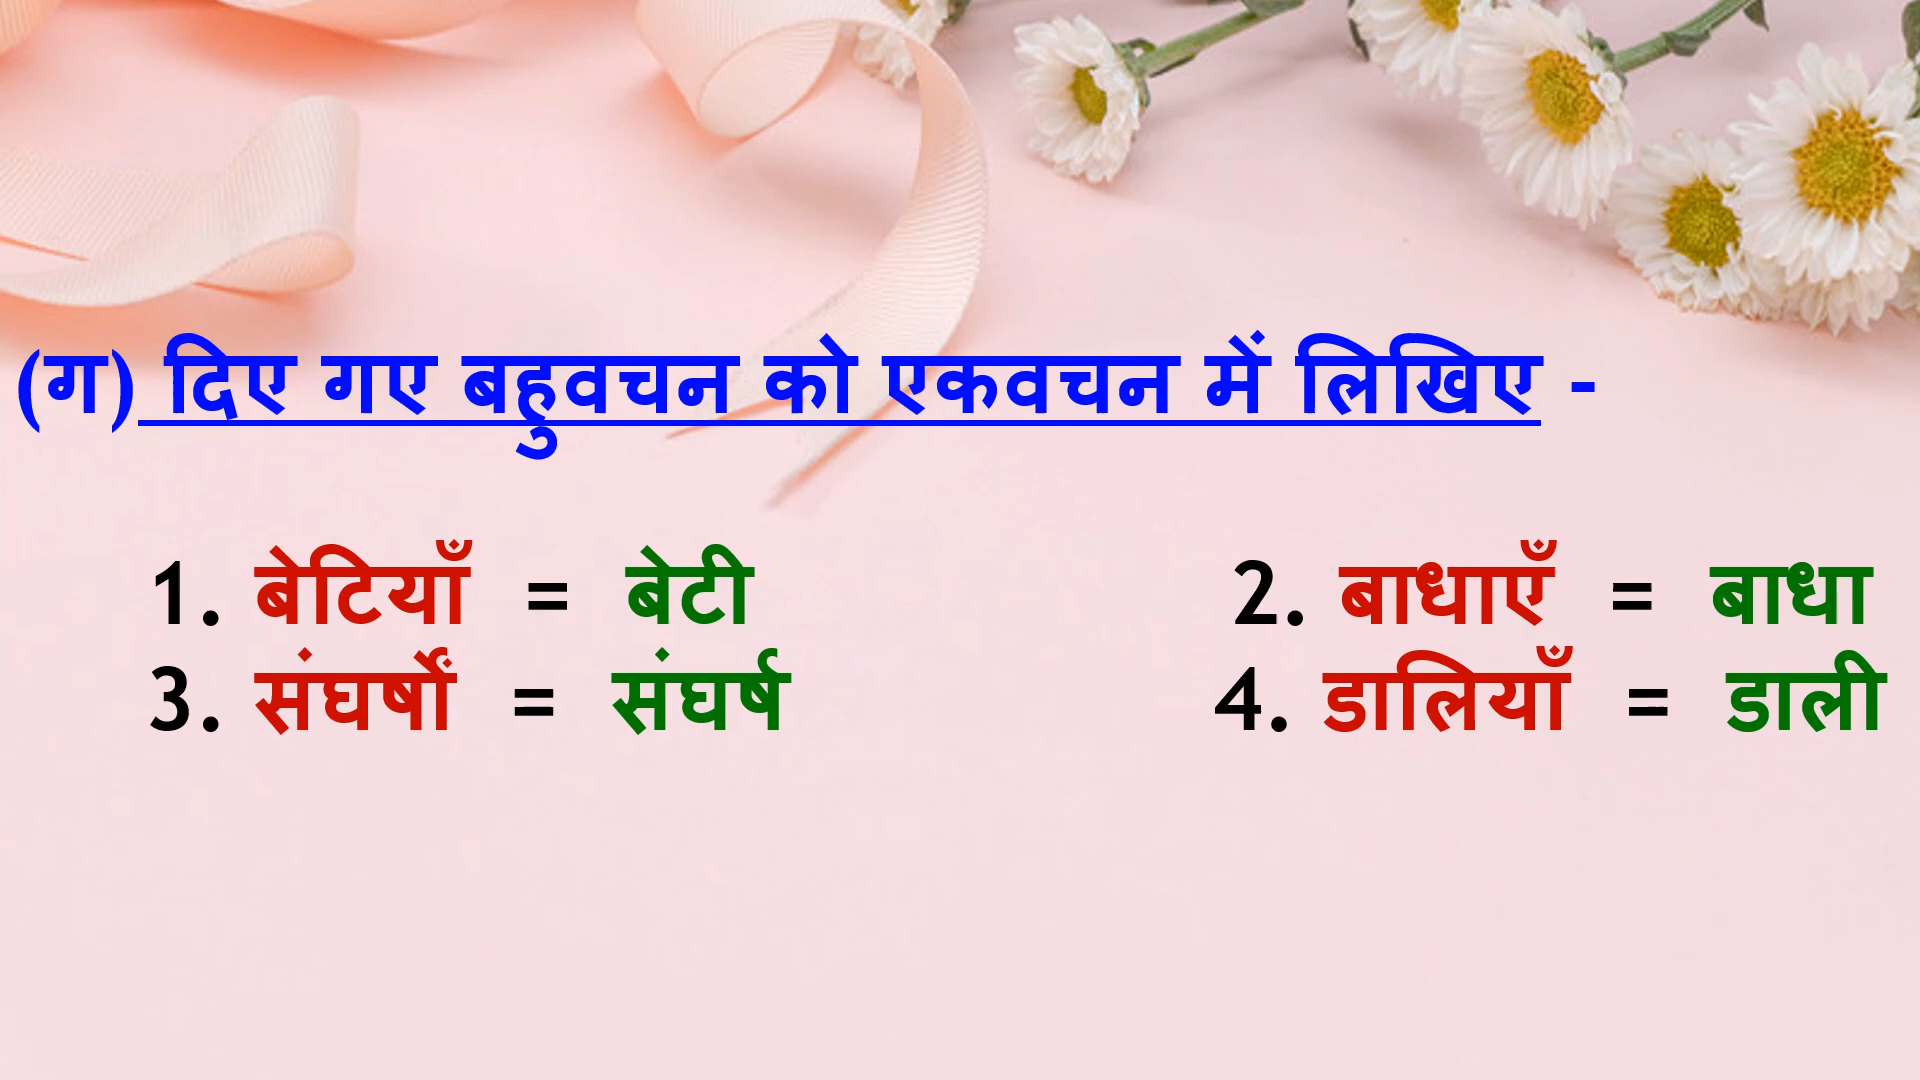 (ग) दिए गए बहुवचन को एकवचन में लिखिए -
1. बेटियाँ = बेटी 2. बाधाएँ = बाधा
3. संघर्षों = संघर्ष 4. डालियाँ = डाली